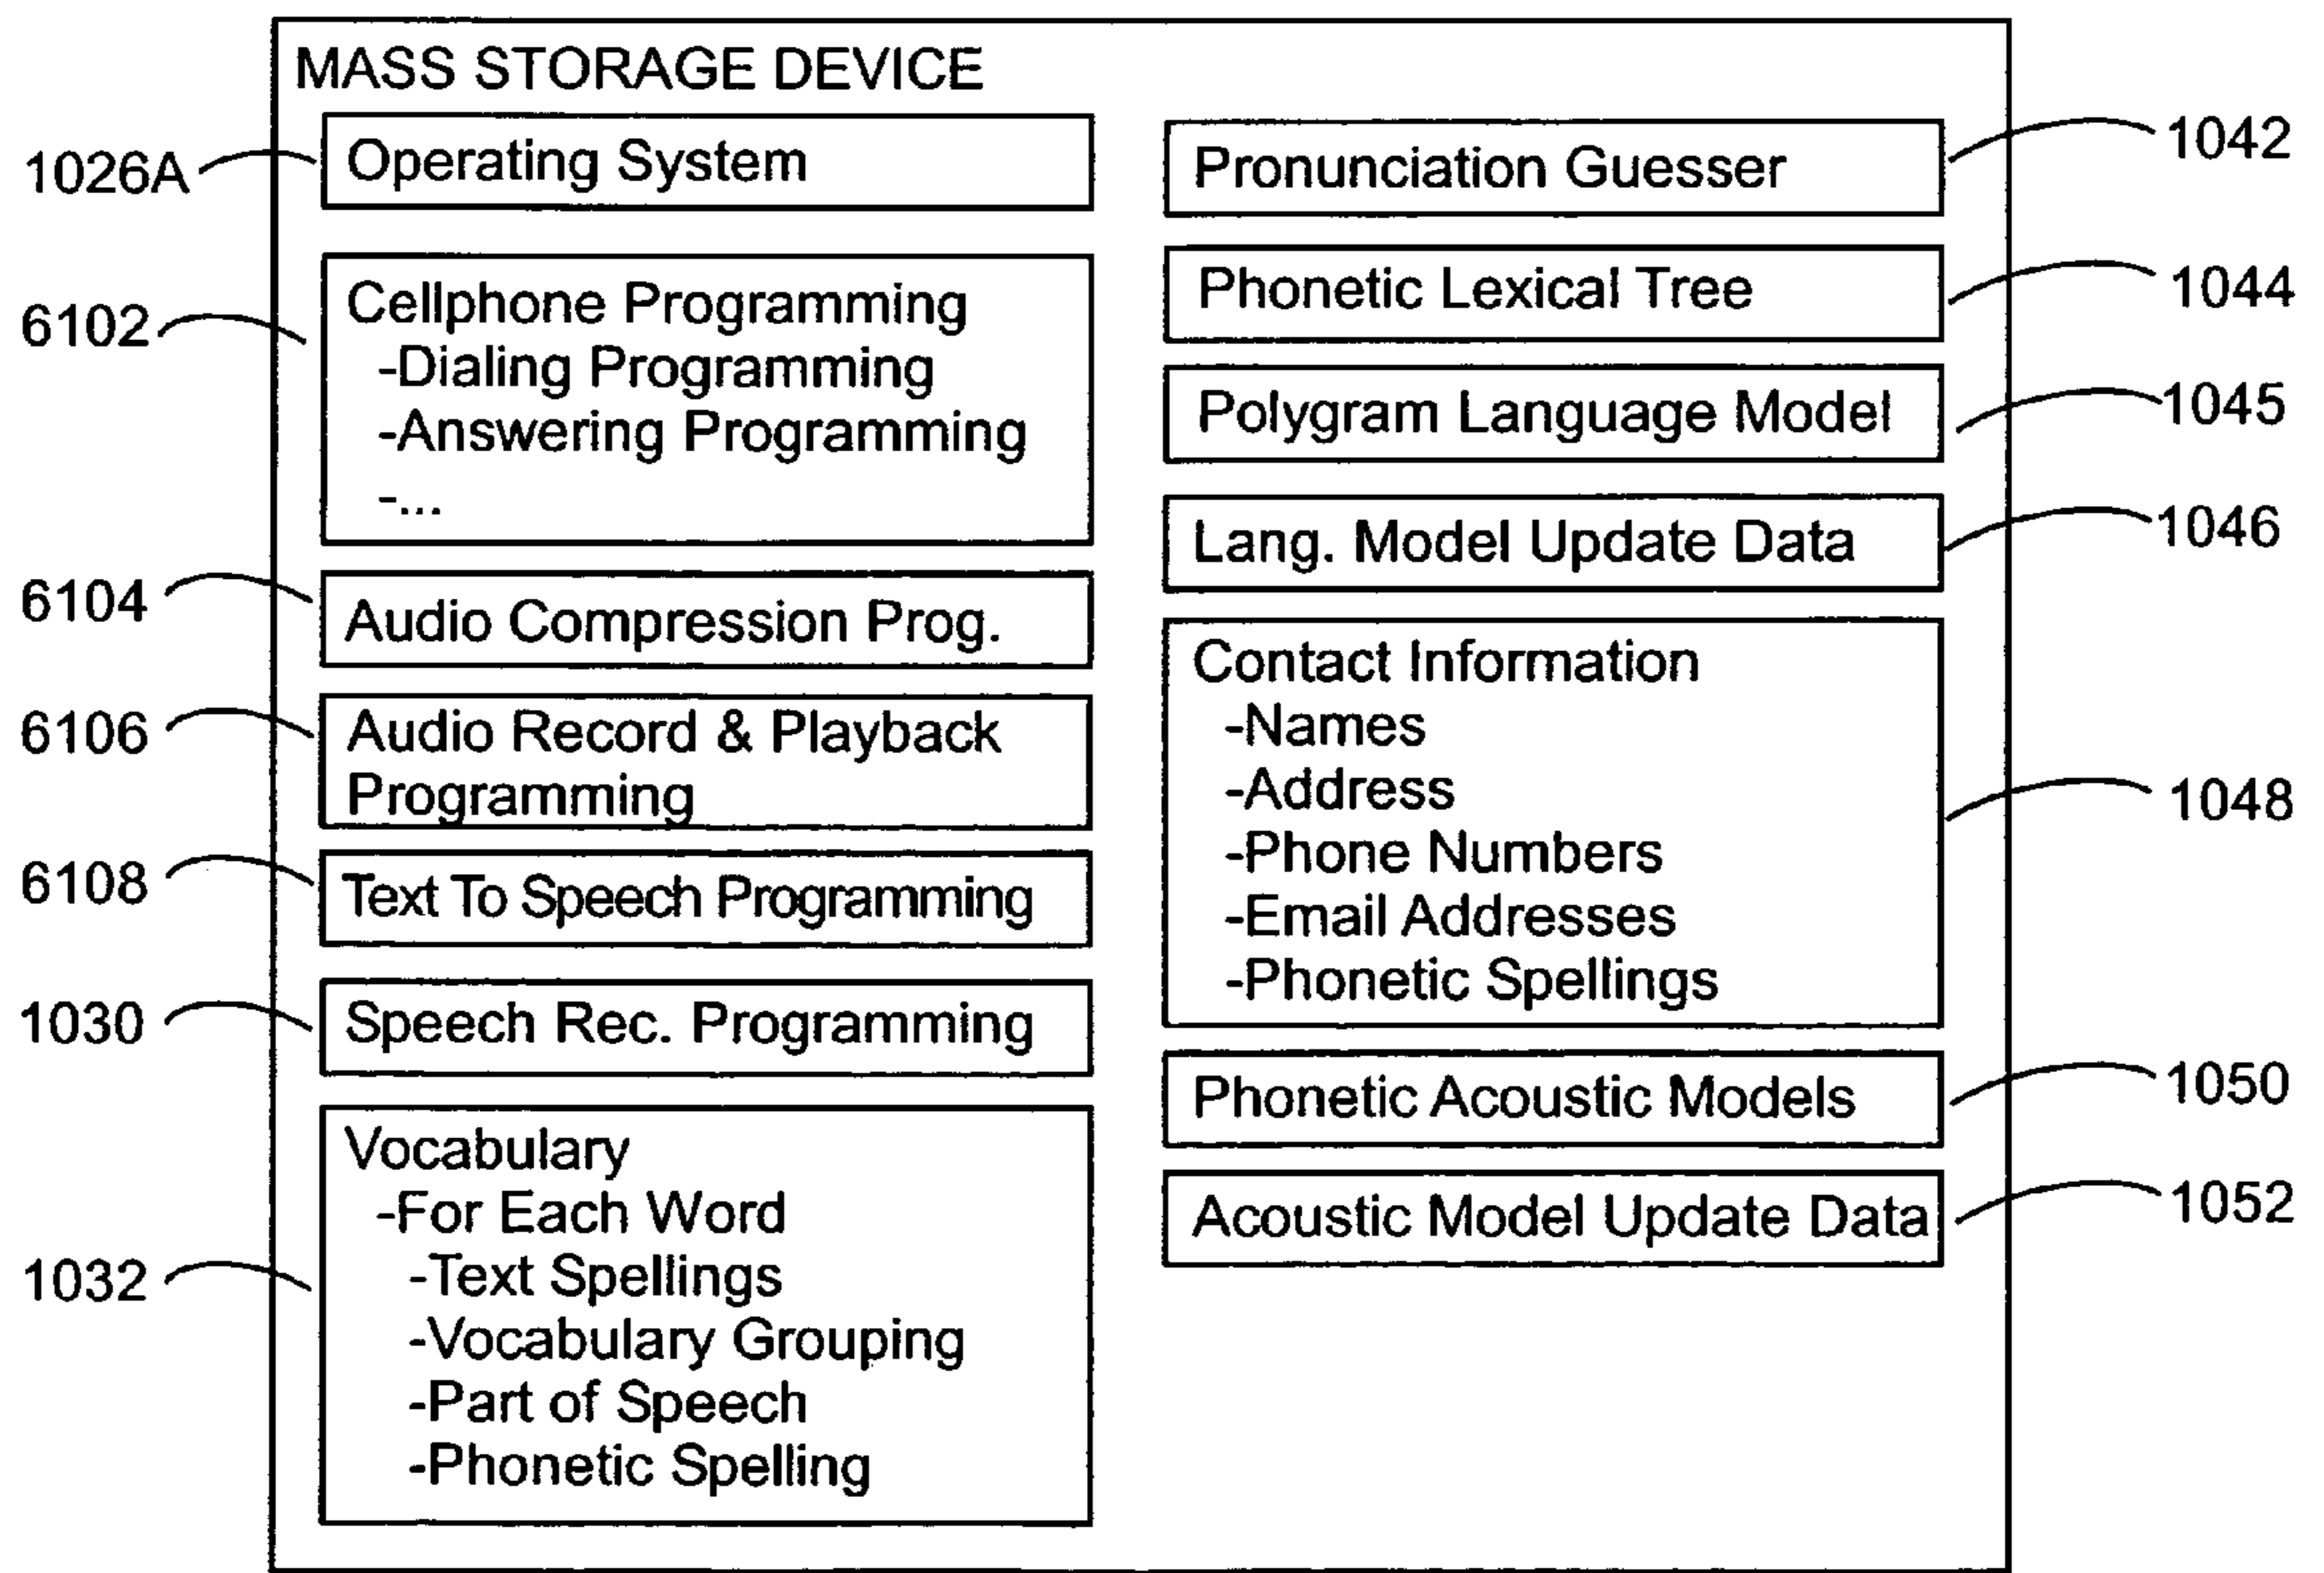 MASS STORAGE DEVICE
1026A
Operating System
6102
Cellphone Programming
-Dialing Programming
-Answering Programming
-...
6104
Audio Compression Prog.
6106
Audio Record & Playback
Programming
6108
Text To Speech Programming
1030
Speech Rec. Programming
1032
Vocabulary
-For Each Word
-Text Spellings
-Vocabulary Grouping
-Part of Speech
-Phonetic Spelling
Pronunciation Guesser
1042
Phonetic Lexical Tree
1044
Polygram Language Model
1045
Lang. Model Update Data
1046
Contact Information
-Names
-Address
-Phone Numbers
-Email Addresses
-Phonetic Spellings
1048
Phonetic Acoustic Models
1050
Acoustic Model Update Data
1052